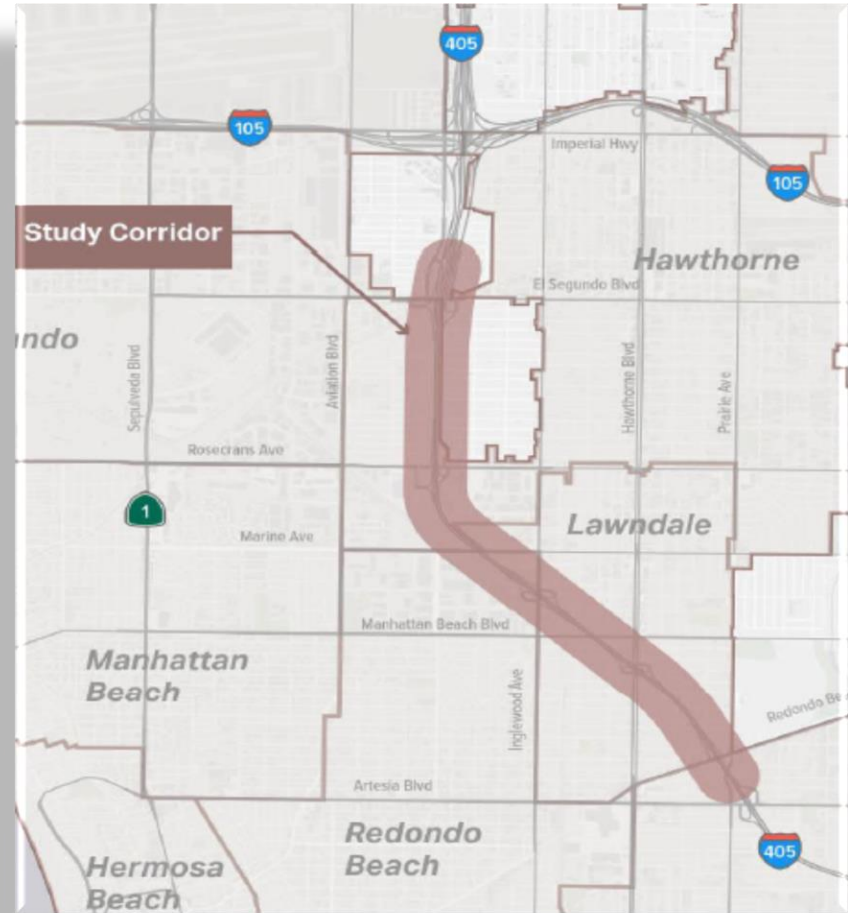 405
105
Imperial Hwy
105
Study Corridor
Hawthorne
El Segundo Blvd
ndo
Sepulveda Blvd
Aviation Blvd
Hawthorne Blvd
Prairie Ave
Rosecrans Ave
1
Lawndale
Marine Ave
Manhattan Beach Blvd
Manhattan
Beach
Inglewood Ave
Redondo Be
Artesia Blvd
Redondo
Beach
405
Hermosa
Beach